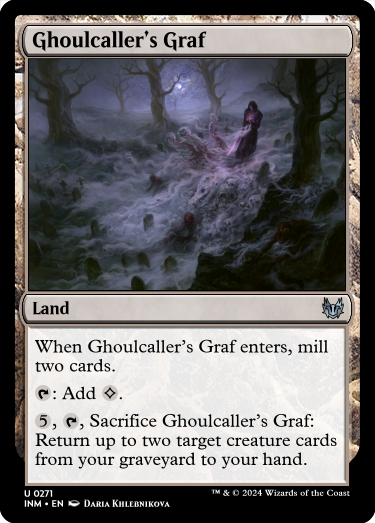 Ghoulcaller's Graf
Land
When Ghoulcaller's Graf enters, mill
two cards.
: Add .
5, , Sacrifice Ghoulcaller's Graf:
Return up to two target creature cards
from your graveyard to your hand.
U 0271
INM • EN Daria Khlebnikova
™ & © 2024 Wizards of the Coast